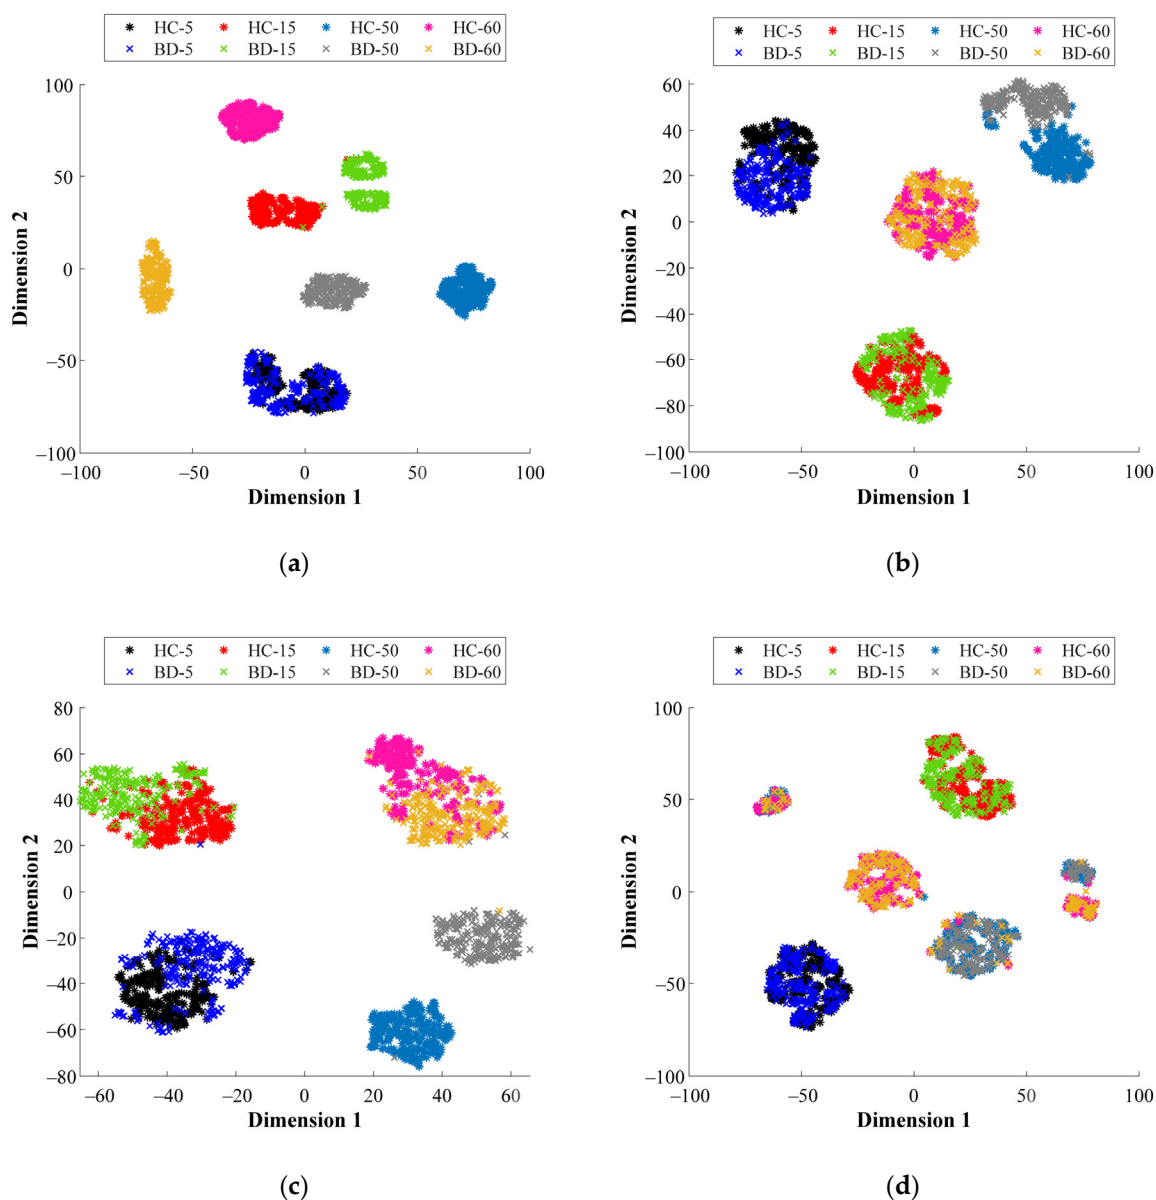 HC-5 HC-15 HC-50 HC-60
BD-5 BD-15 BD-50 BD-60
100
50
0
−50
−100
−100 −50 0 50 100
Dimension 1
Dimension 2
(a)
HC-5 HC-15 HC-50 HC-60
BD-5 BD-15 BD-50 BD-60
60
40
20
0
−20
−40
−60
−80
−100
−100 −50 0 50 100
Dimension 1
Dimension 2
(b)
HC-5 HC-15 HC-50 HC-60
BD-5 BD-15 BD-50 BD-60
80
60
40
20
0
−20
−40
−60
−80
−60 −40 −20 0 20 40 60
Dimension 1
Dimension 2
(c)
HC-5 HC-15 HC-50 HC-60
BD-5 BD-15 BD-50 BD-60
100
50
0
−50
−100
−100 −50 0 50 100
Dimension 1
Dimension 2
(d)